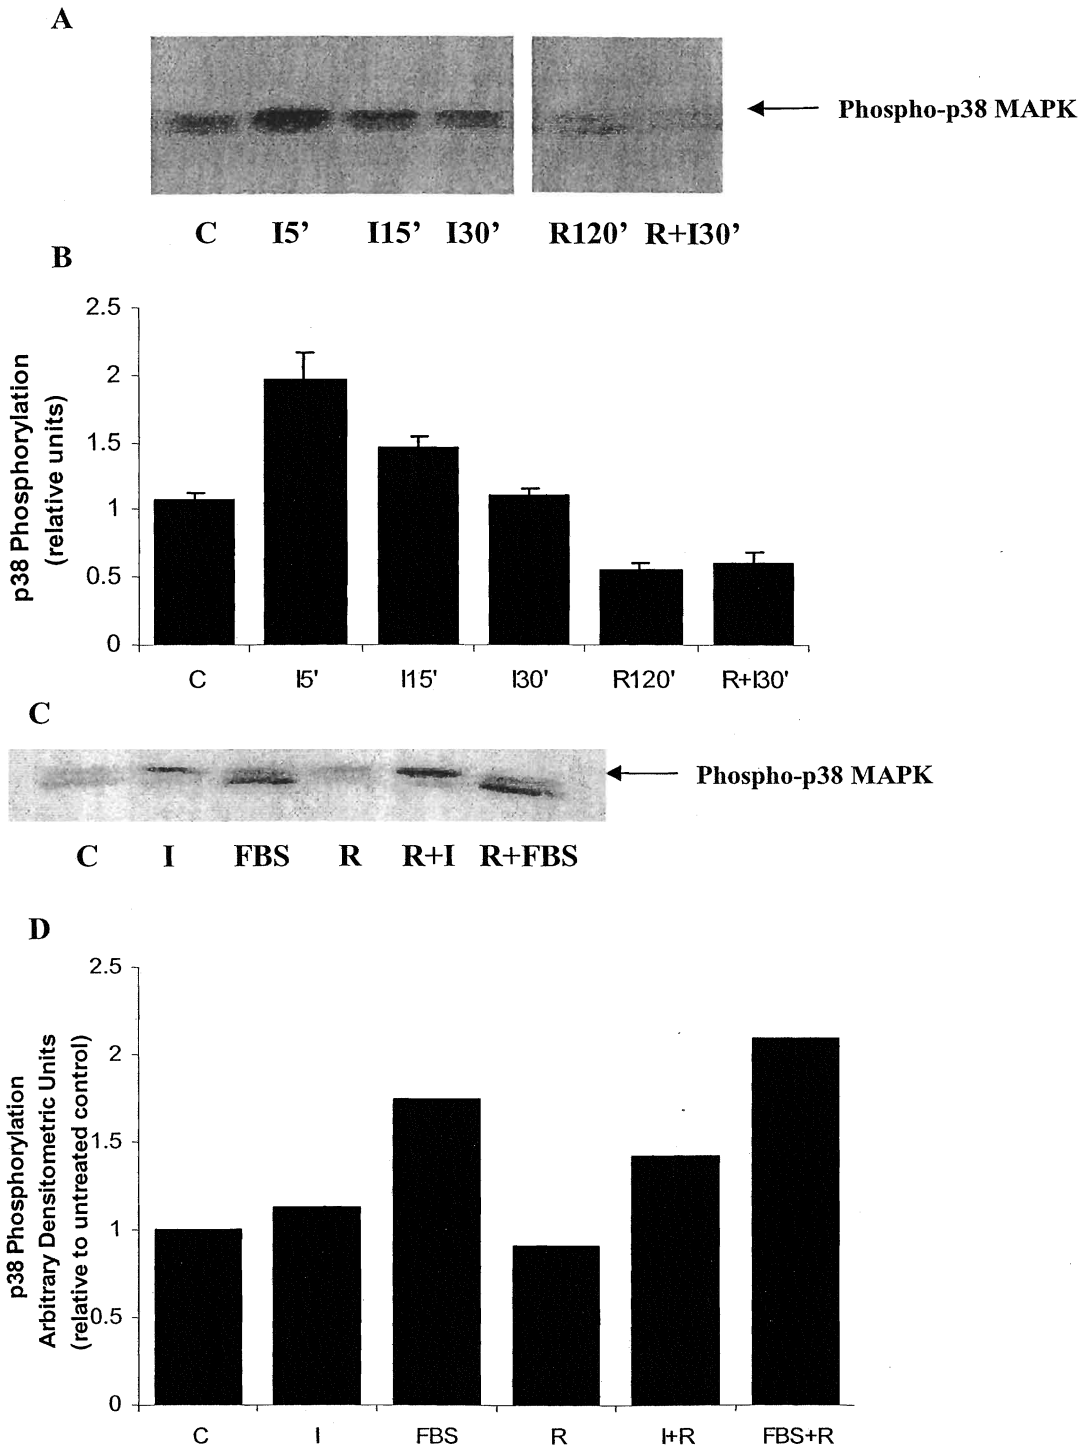 A
Phospho-p38 MAPK
C I5’ I15’ I30’ R120’ R+I30’
B
p38 Phosphorylation
(relative units)
2.5
2
1.5
1
0.5
0
C I5' I15' I30' R120' R+I30'
C
Phospho-p38 MAPK
C I FBS R R+I R+FBS
D
p38 Phosphorylation
Arbitrary Densitometric Units
(relative to untreated control)
2.5
2
1.5
1
0.5
0
C I FBS R I+R FBS+R